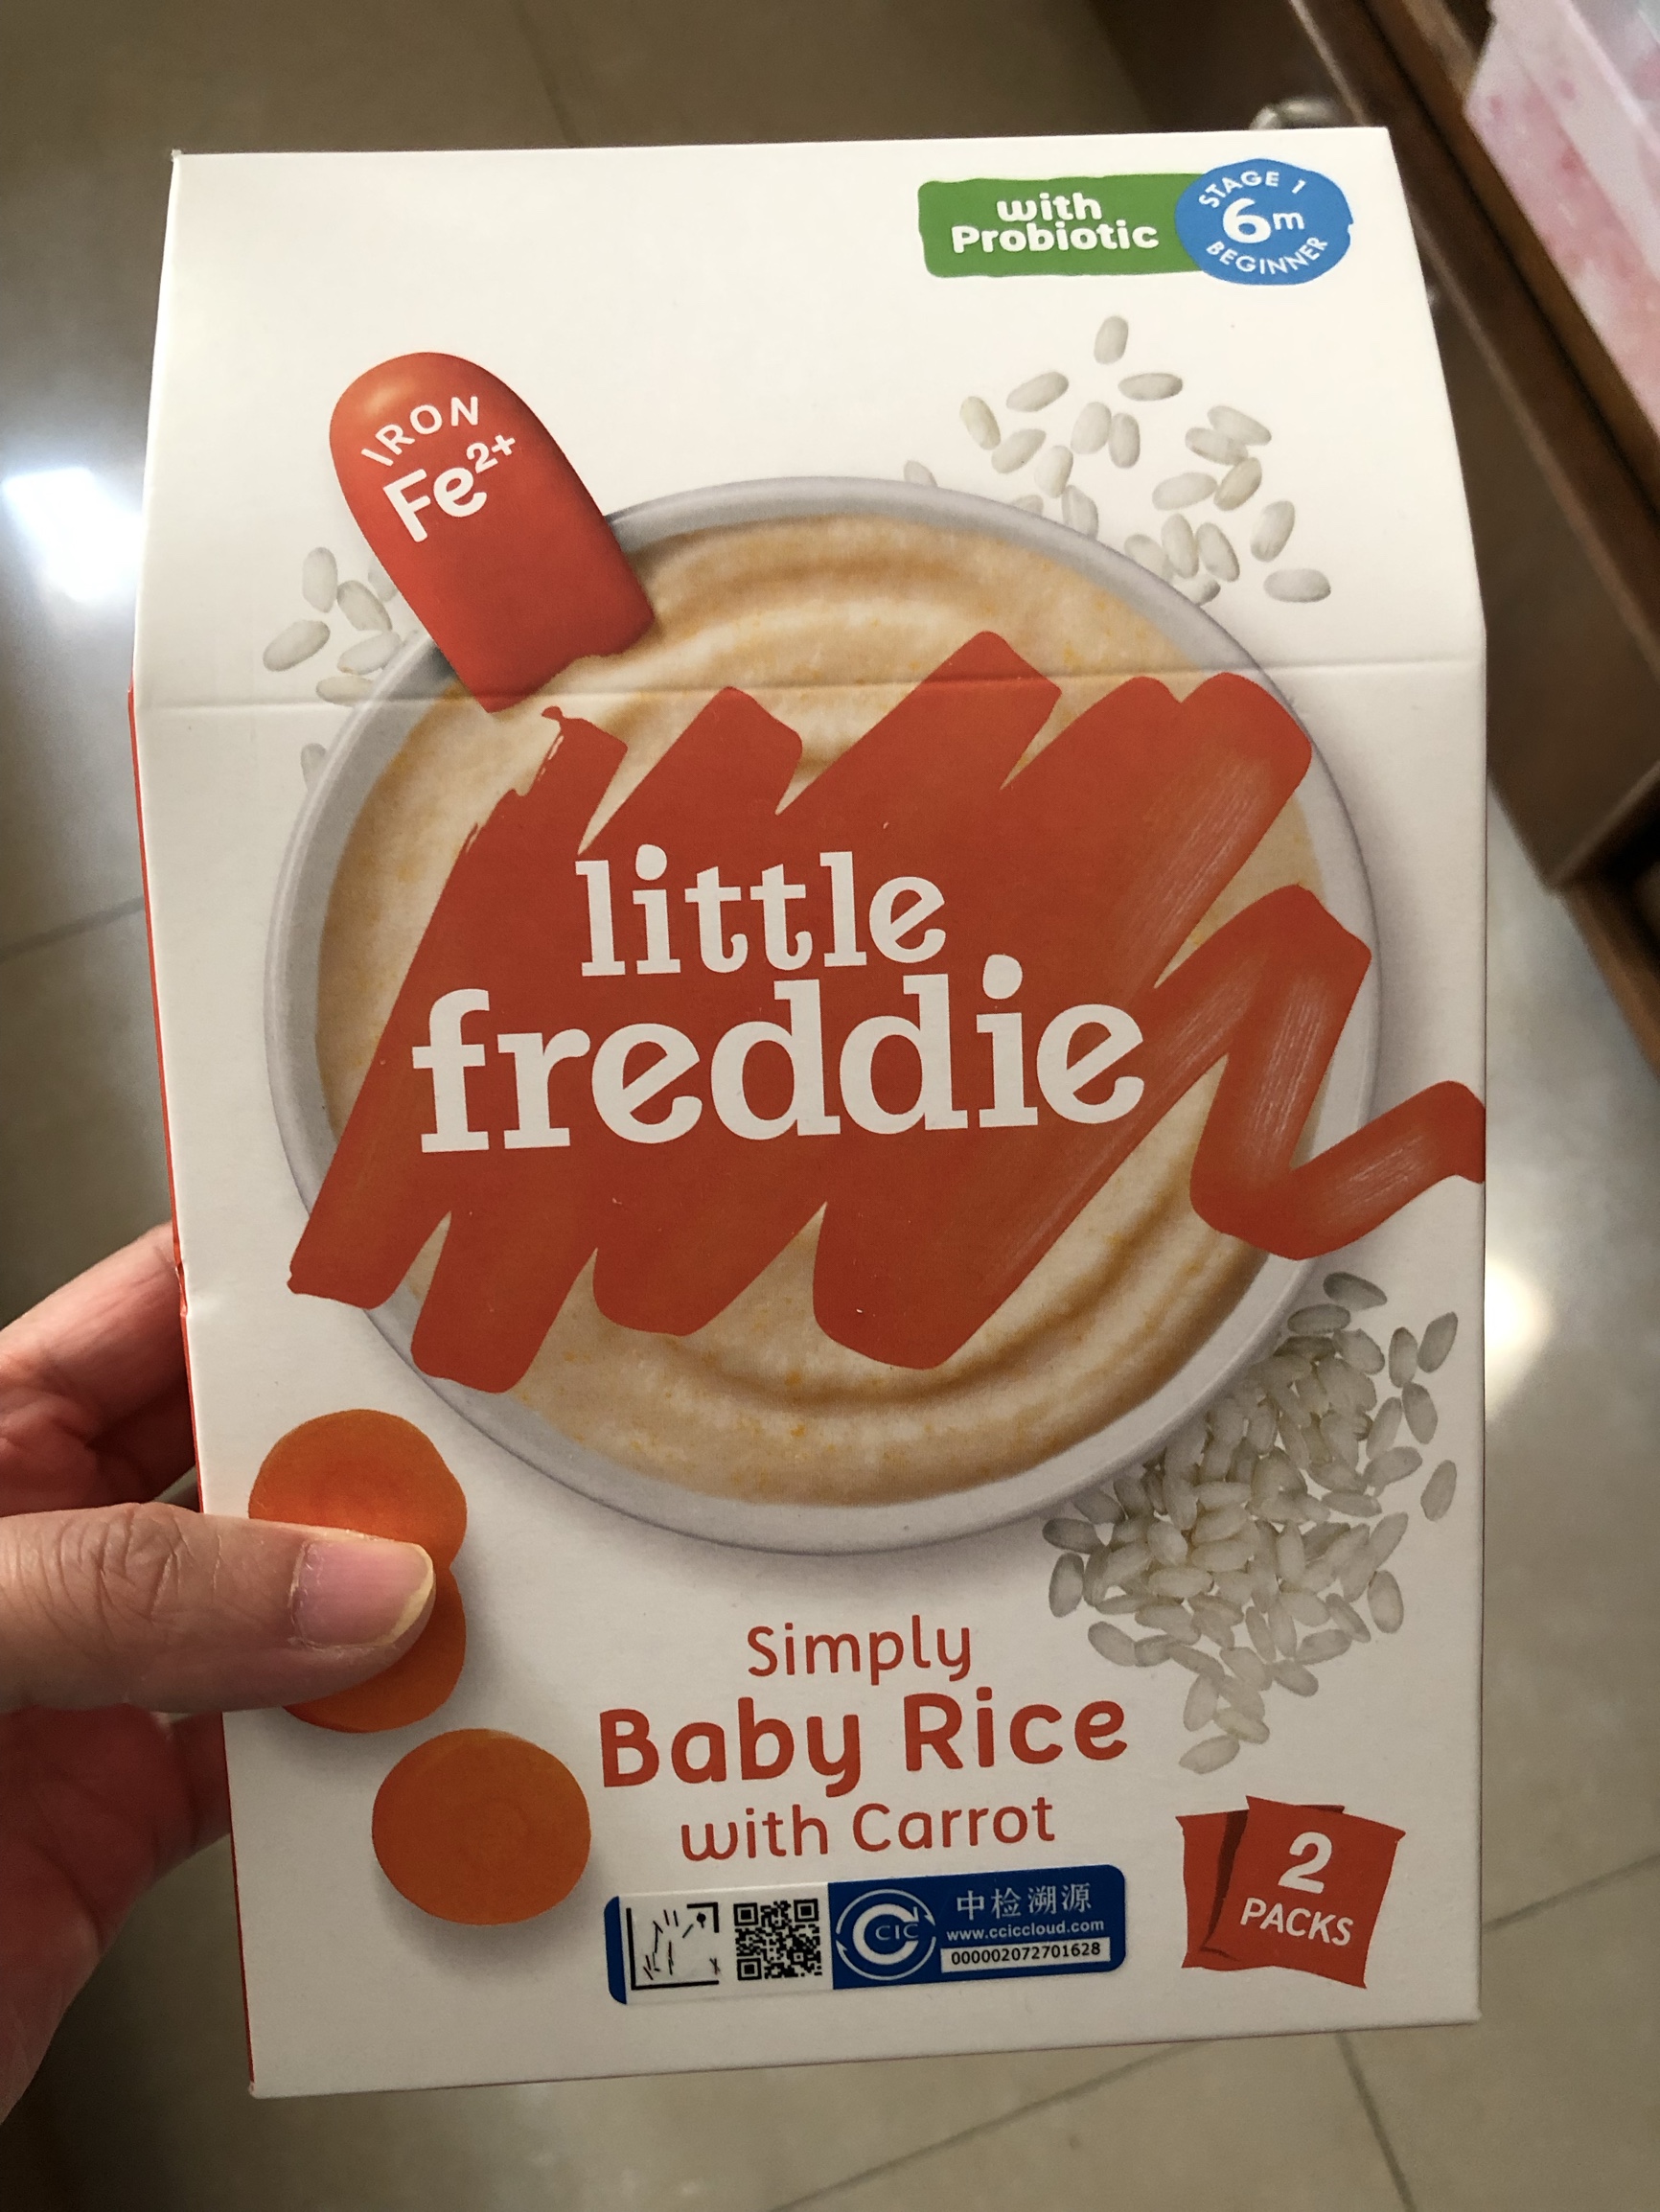 with
Probiotic
STAGE 1
6m
BEGINNER
IRON
Fe²⁺
little
freddie
Simply
Baby Rice
with Carrot
CCIC
中检溯源
www.cciccloud.com
000002072701628
2
PACKS